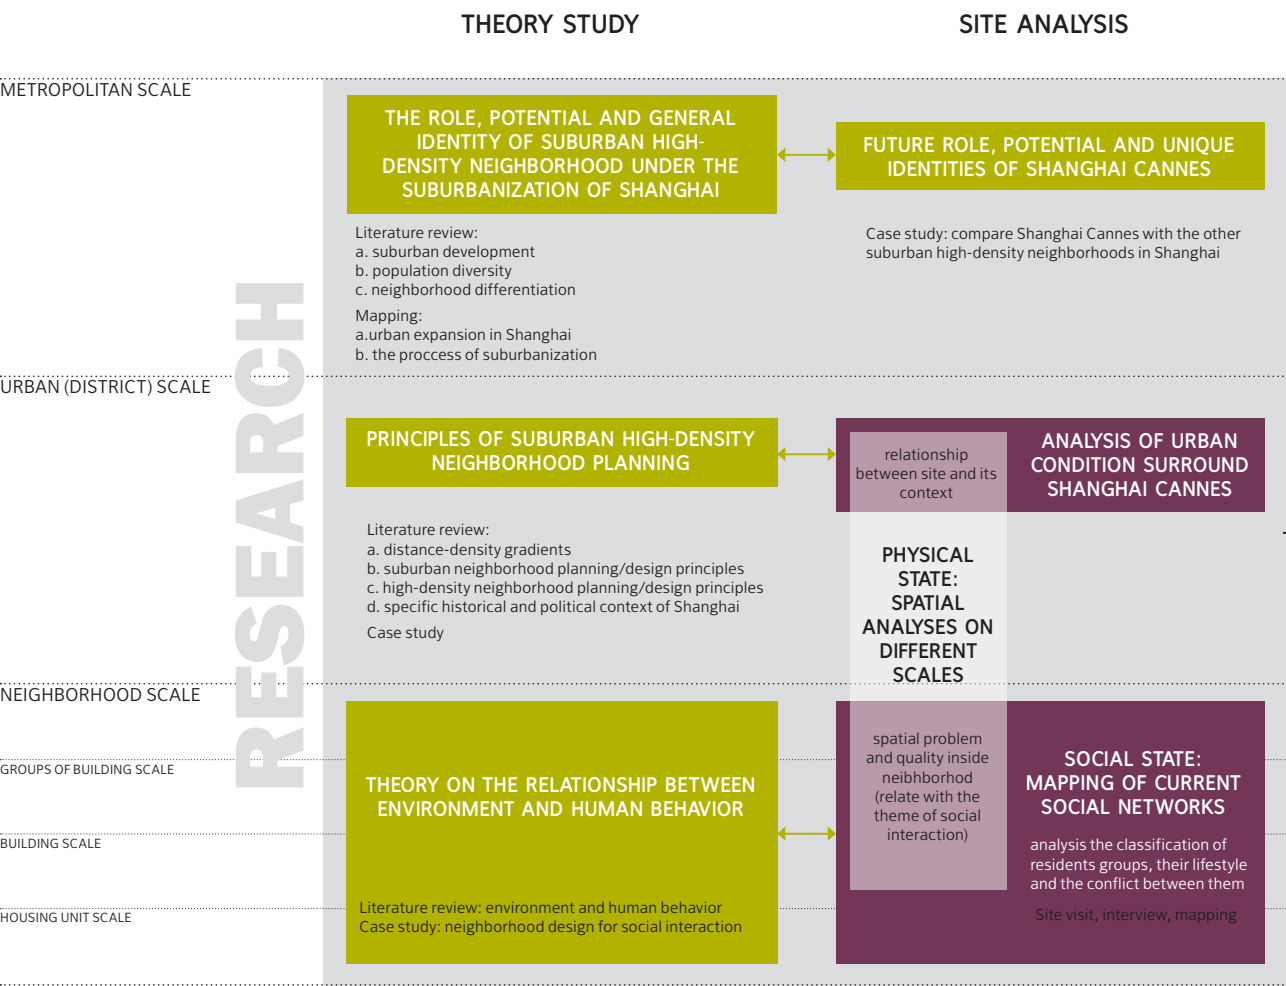 THEORY STUDY
SITE ANALYSIS
METROPOLITAN SCALE
THE ROLE, POTENTIAL AND GENERAL
IDENTITY OF SUBURBAN HIGH-
DENSITY NEIGHBORHOOD UNDER THE
SUBURBANIZATION OF SHANGHAI
FUTURE ROLE, POTENTIAL AND UNIQUE
IDENTITIES OF SHANGHAI CANNES
Literature review:
a. suburban development
b. population diversity
c. neighborhood differentiation
Mapping:
a.urban expansion in Shanghai
b. the proccess of suburbanization
Case study: compare Shanghai Cannes with the other
suburban high-density neighborhoods in Shanghai
RESEARCH
URBAN (DISTRICT) SCALE
PRINCIPLES OF SUBURBAN HIGH-DENSITY
NEIGHBORHOOD PLANNING
Literature review:
a. distance-density gradients
b. suburban neighborhood planning/design principles
c. high-density neighborhood planning/design principles
d. specific historical and political context of Shanghai
Case study
relationship
between site and its
context
ANALYSIS OF URBAN
CONDITION SURROUND
SHANGHAI CANNES
PHYSICAL
STATE:
SPATIAL
ANALYSES ON
DIFFERENT
SCALES
NEIGHBORHOOD SCALE
GROUPS OF BUILDING SCALE
BUILDING SCALE
HOUSING UNIT SCALE
THEORY ON THE RELATIONSHIP BETWEEN
ENVIRONMENT AND HUMAN BEHAVIOR
Literature review: environment and human behavior
Case study: neighborhood design for social interaction
spatial problem
and quality inside
neibhborhod
(relate with the
theme of social
interaction)
SOCIAL STATE:
MAPPING OF CURRENT
SOCIAL NETWORKS
analysis the classification of
residents groups, their lifestyle
and the conflict between them
Site visit, interview, mapping